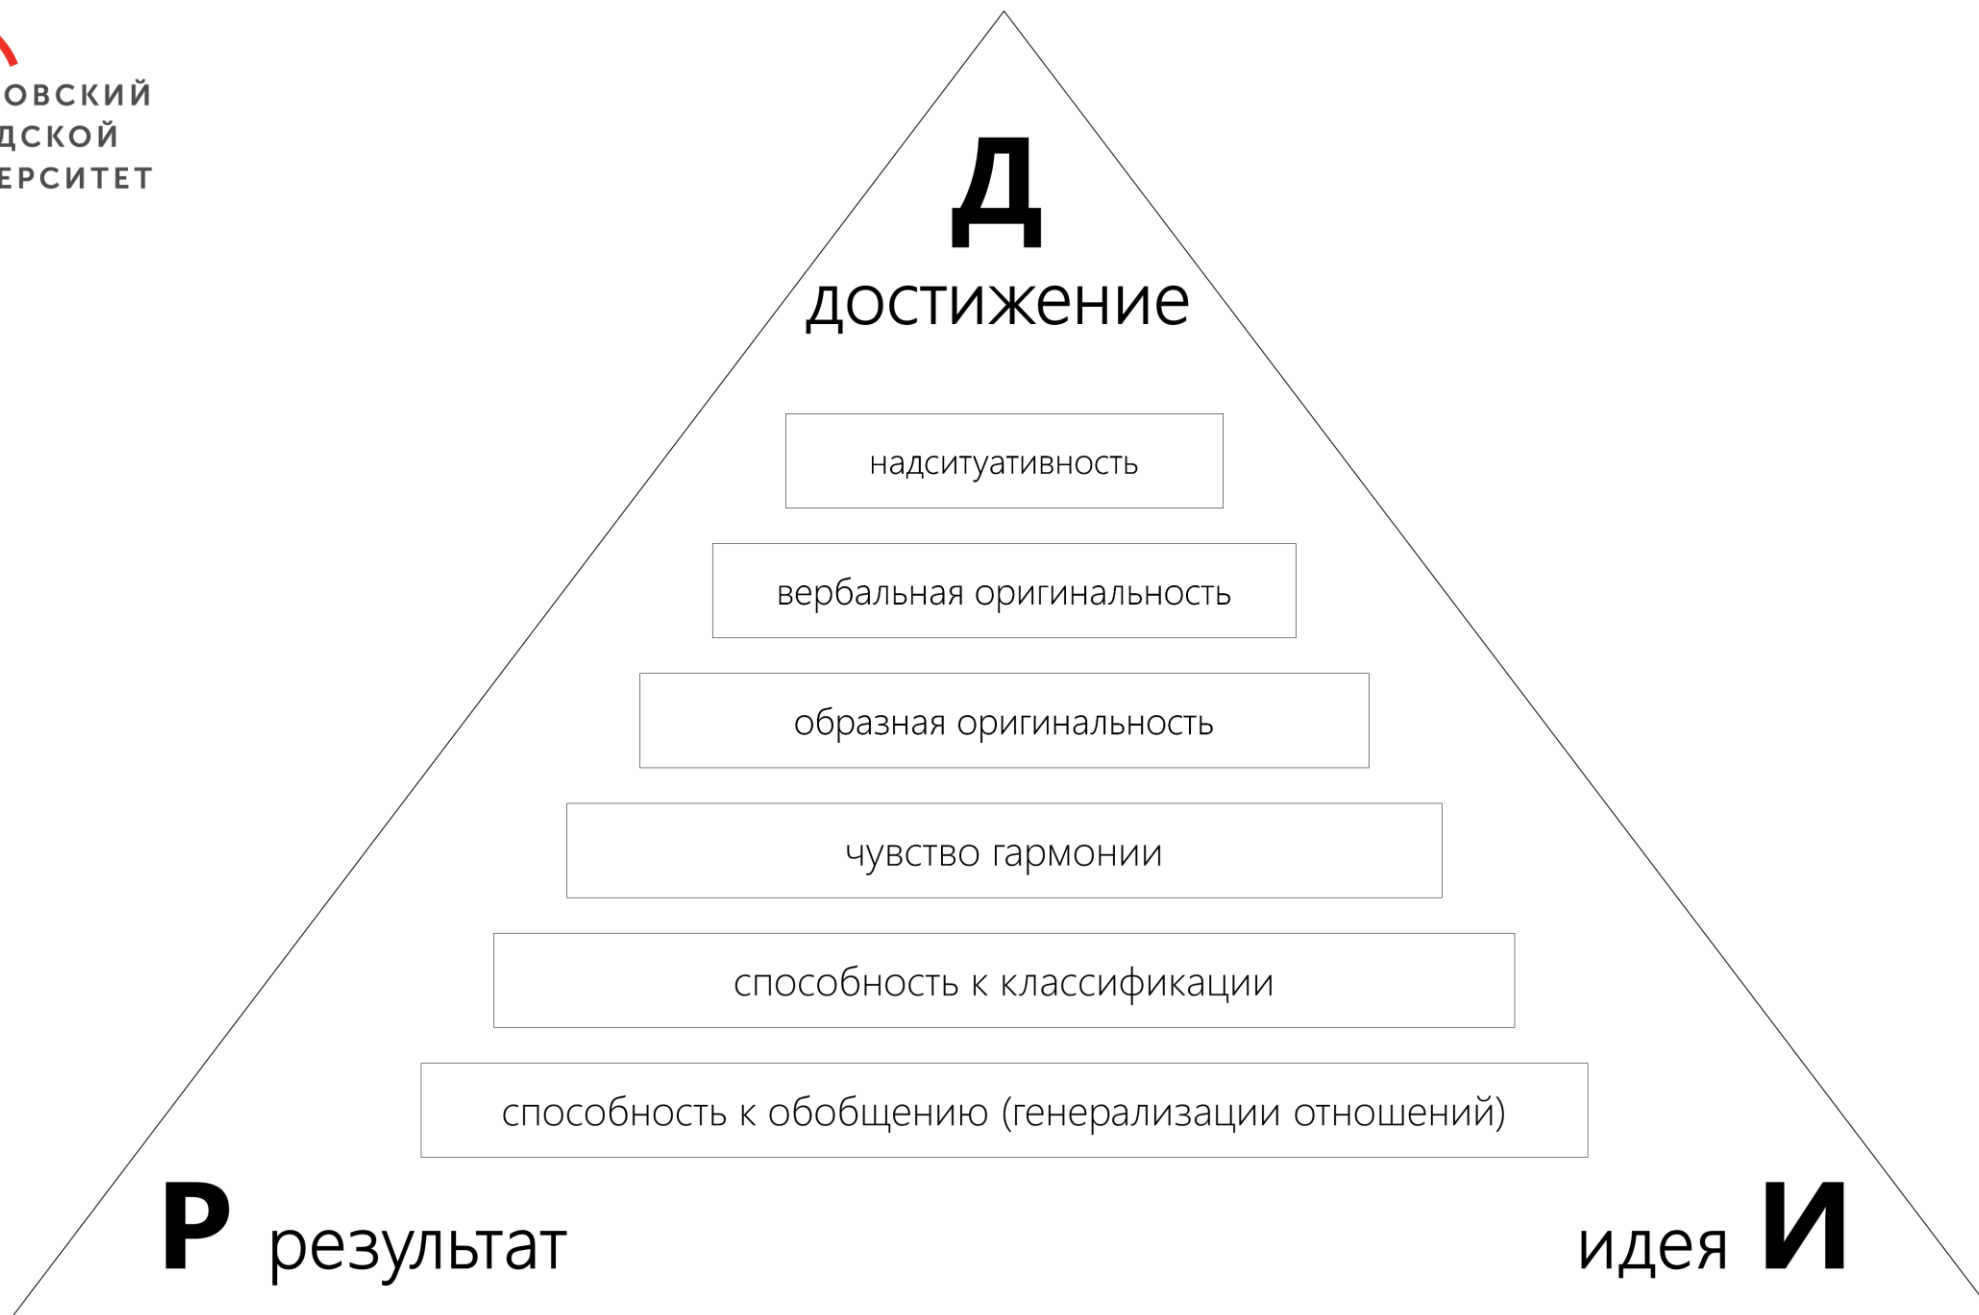 ОВСКИЙ
ДСКОЙ
ЕРСИТЕТ
Д
достижение
надситуативность
вербальная оригинальность
образная оригинальность
чувство гармонии
способность к классификации
способность к обобщению (генерализации отношений)
Р результат
идея И